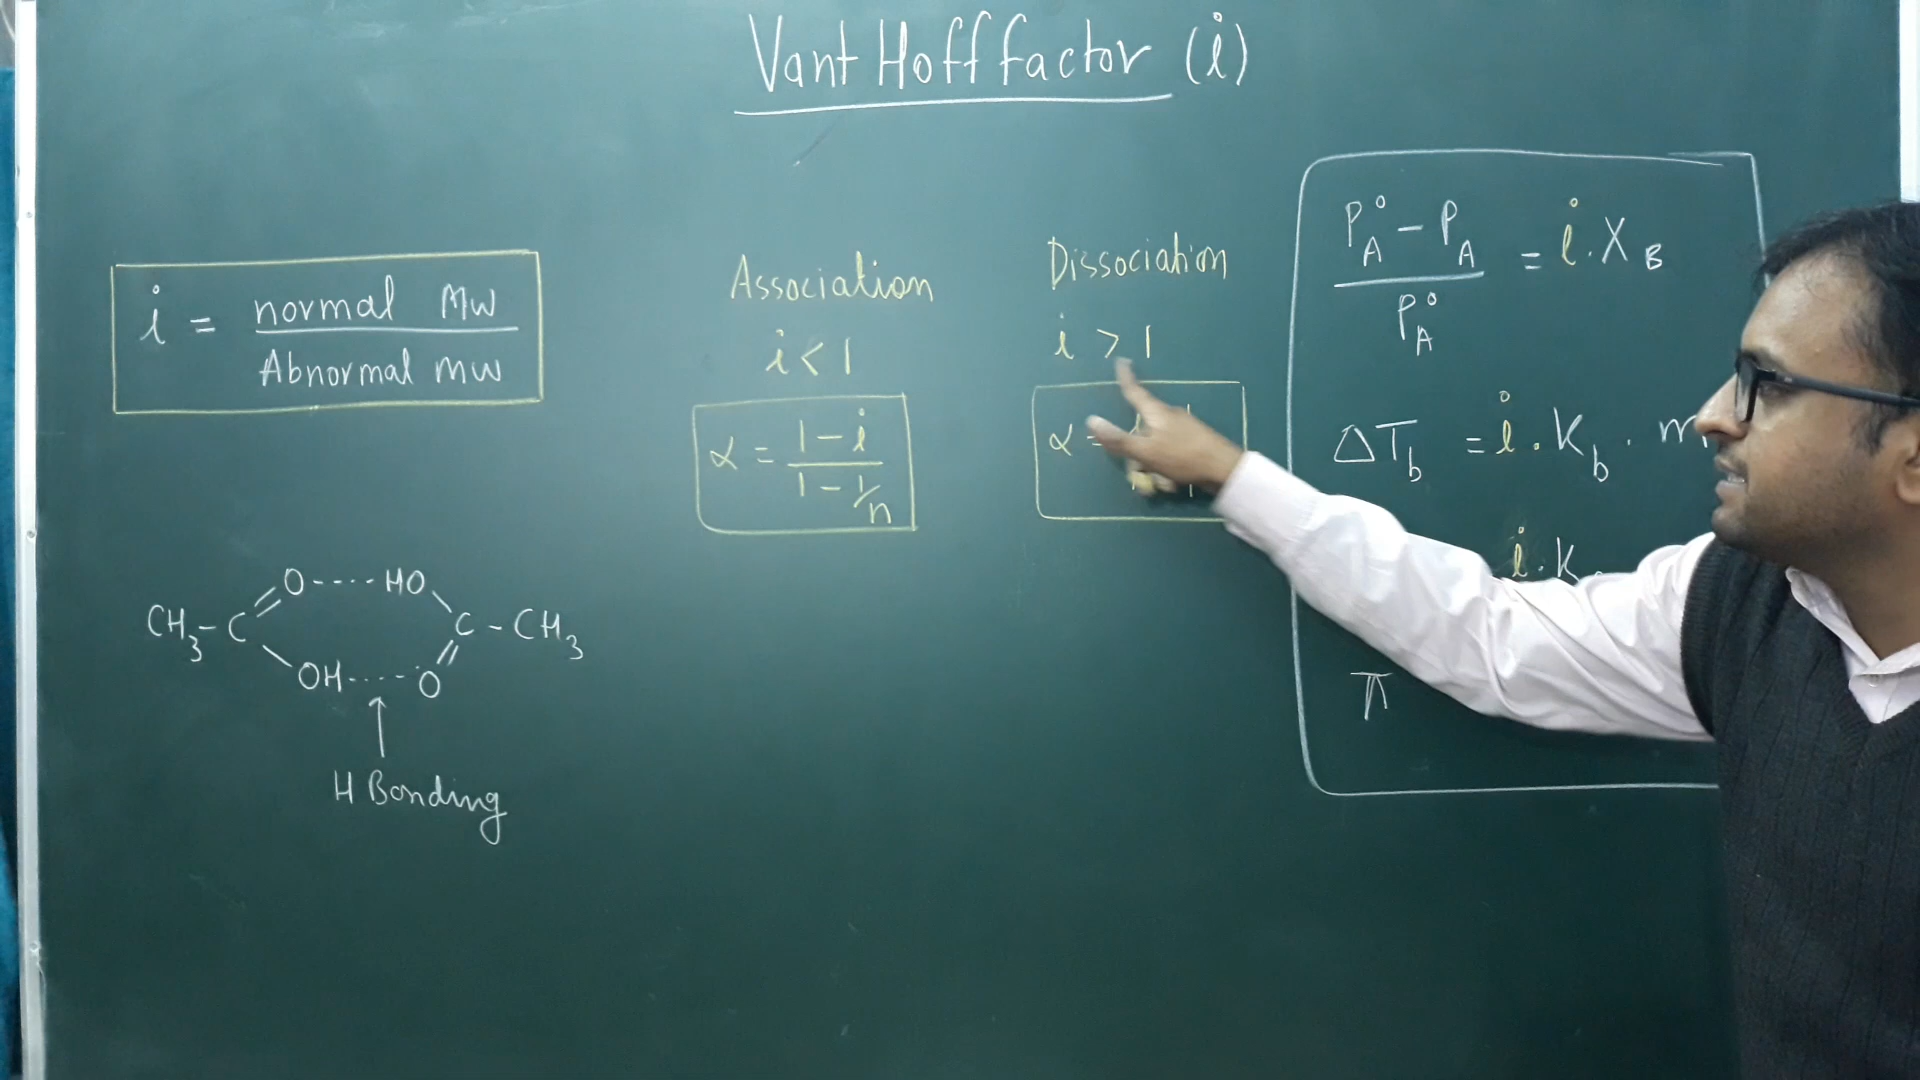 Vant Hoff factor (i)
i = normal MW / Abnormal MW
Association
i < 1
α = 1 - i / 1 - 1/n
Dissociation
i > 1
α =
P°A - PA / P°A = i . XB
ΔTb = i . Kb . m
i . K
π
CH3 - C
O ---- HO
C - CH3
OH ---- O
H Bonding